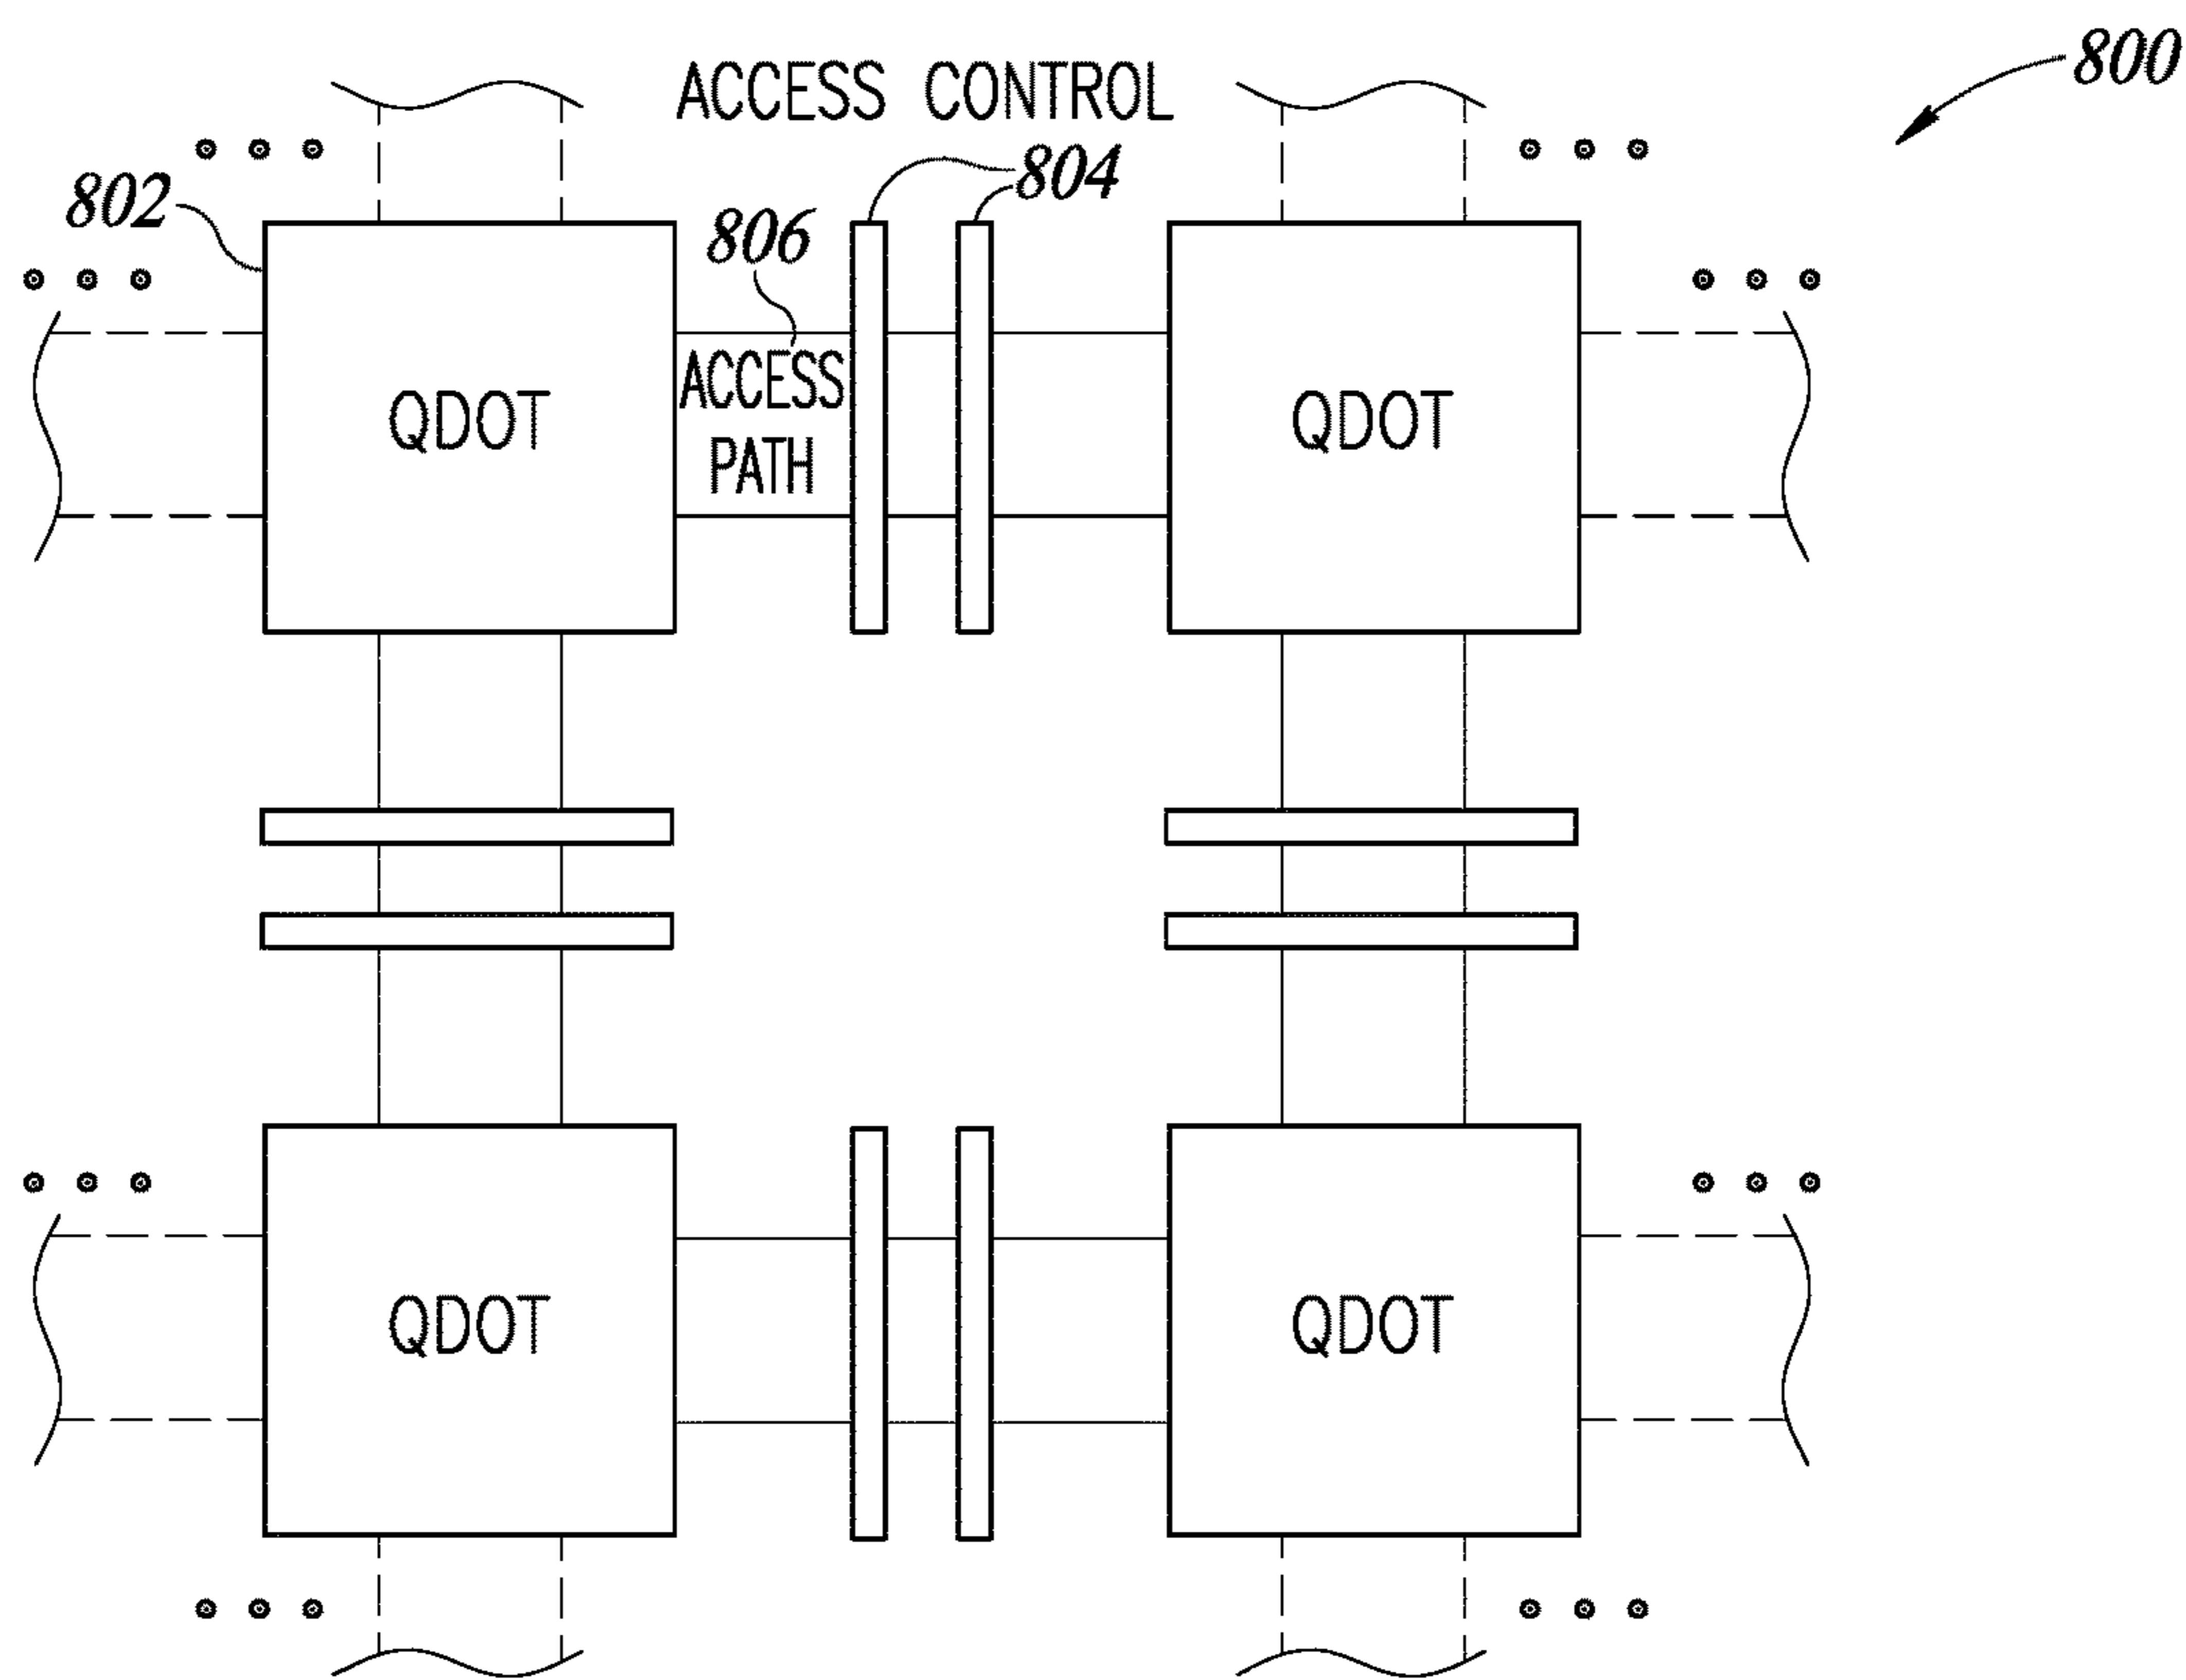 800
ACCESS CONTROL
804
802
806
ACCESS
PATH
QDOT
QDOT
QDOT
QDOT